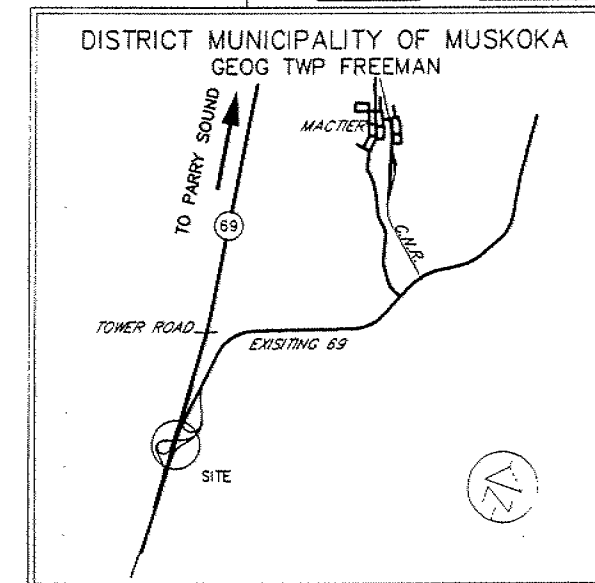 DISTRICT MUNICIPALITY OF MUSKOKA
GEOG TWP FREEMAN
TO PARRY SOUND
MACTIER
69
C.N.R.
TOWER ROAD
EXISITING 69
SITE
N